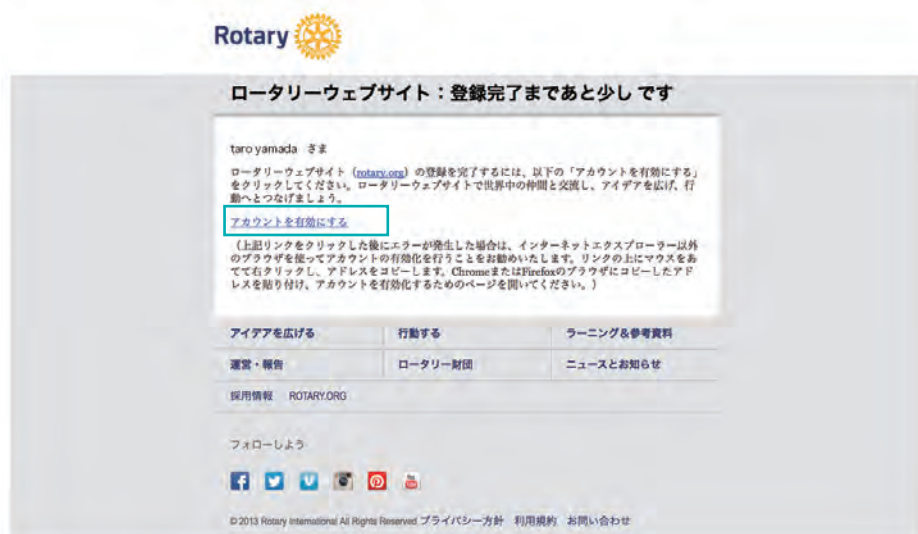 Rotary
ロータリーウェブサイト：登録完了まであと少しです
taro yamada さま
ロータリーウェブサイト（rotary.org）の登録を完了するには、以下の「アカウントを有効にする」
をクリックしてください。ロータリーウェブサイトで世界中の仲間と交流し、アイデアを広げ、行
動へとつなげましょう。
アカウントを有効にする
（上記リンクをクリックした後にエラーが発生した場合は、インターネットエクスプローラー以外
のブラウザを使ってアカウントの有効化を行うことをお勧めいたします。リンクの上にマウスをあ
てて右クリックし、アドレスをコピーします。ChromeまたはFirefoxのブラウザにコピーしたアド
レスを貼り付け、アカウントを有効化するためのページを開いてください。）
アイデアを広げる 行動する ラーニング＆参考資料
運営・報告 ロータリー財団 ニュースとお知らせ
採用情報 ROTARY.ORG
フォローしよう
© 2013 Rotary International All Rights Reserved プライバシー方針 利用規約 お問い合わせ